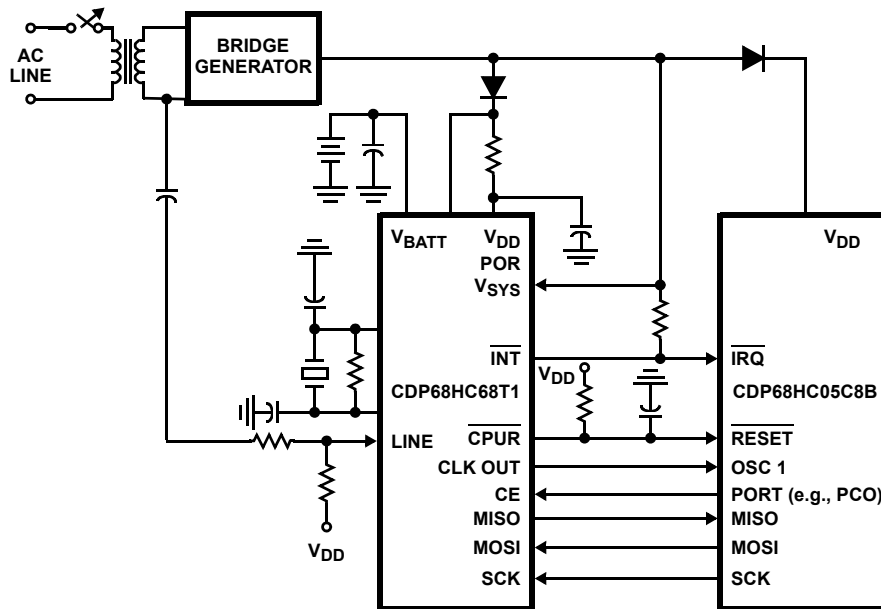 AC
LINE
BRIDGE
GENERATOR
VBATT
VDD
POR
VSYS
VDD
INT
IRQ
VDD
CDP68HC68T1
CDP68HC05C8B
LINE
CPUR
RESET
CLK OUT
OSC 1
CE
PORT (e.g., PCO)
MISO
MISO
VDD
MOSI
MOSI
SCK
SCK